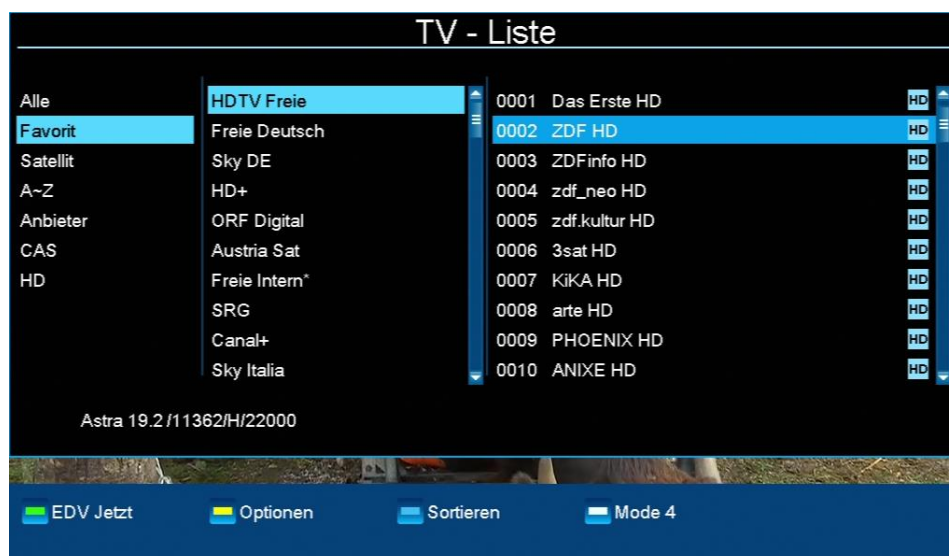 TV - Liste
Alle
Favorit
Satellit
A~Z
Anbieter
CAS
HD
HDTV Freie
Freie Deutsch
Sky DE
HD+
ORF Digital
Austria Sat
Freie Intern*
SRG
Canal+
Sky Italia
0001 Das Erste HD HD
0002 ZDF HD HD
0003 ZDFinfo HD HD
0004 zdf_neo HD HD
0005 zdf.kultur HD HD
0006 3sat HD HD
0007 KiKA HD HD
0008 arte HD HD
0009 PHOENIX HD HD
0010 ANIXE HD HD
Astra 19.2 /11362/H/22000
EDV Jetzt Optionen Sortieren Mode 4